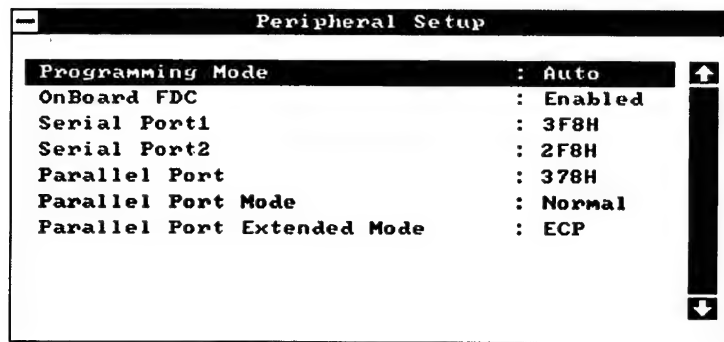 Peripheral Setup
Programming Mode : Auto
OnBoard FDC : Enabled
Serial Port1 : 3F8H
Serial Port2 : 2F8H
Parallel Port : 378H
Parallel Port Mode : Normal
Parallel Port Extended Mode : ECP